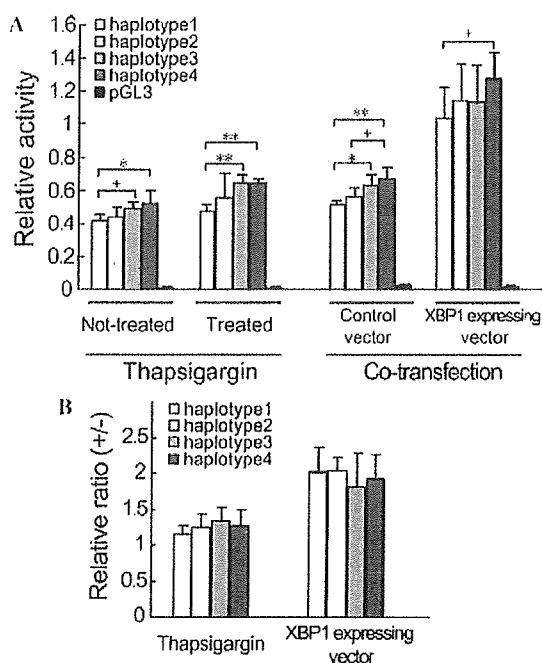 A
Relative activity
1.6
1.4
1.2
1
0.8
0.6
0.4
0.2
0
haplotype1
haplotype2
haplotype3
haplotype4
pGL3
*
+
**
**
**
+
*
+
Not-treated
Treated
Control
vector
XBP1 expressing
vector
Thapsigargin
Co-transfection
B
Relative ratio (+/-)
2.5
2
1.5
1
0.5
0
haplotype1
haplotype2
haplotype3
haplotype4
Thapsigargin
XBP1 expressing
vector